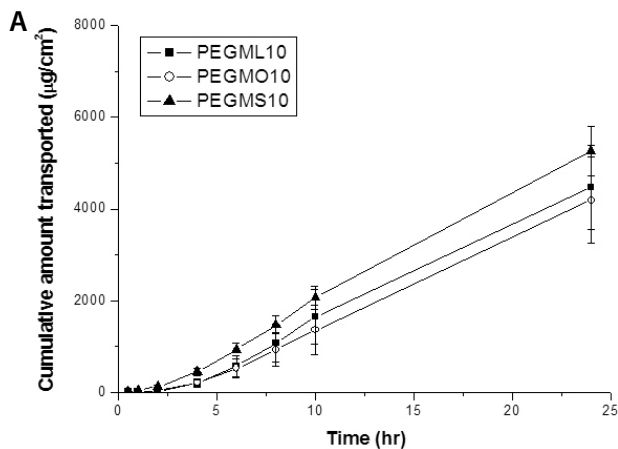 A
8000
6000
4000
2000
0
Cumulative amount transported (μg/cm²)
PEGML10
PEGMO10
PEGMS10
0 5 10 15 20 25
Time (hr)